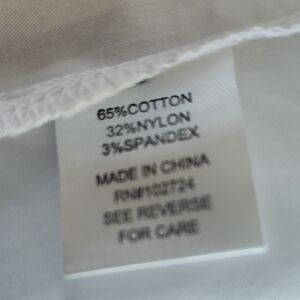 65%COTTON
32%NYLON
3%SPANDEX
MADE IN CHINA
RN#102724
SEE REVERSE
FOR CARE